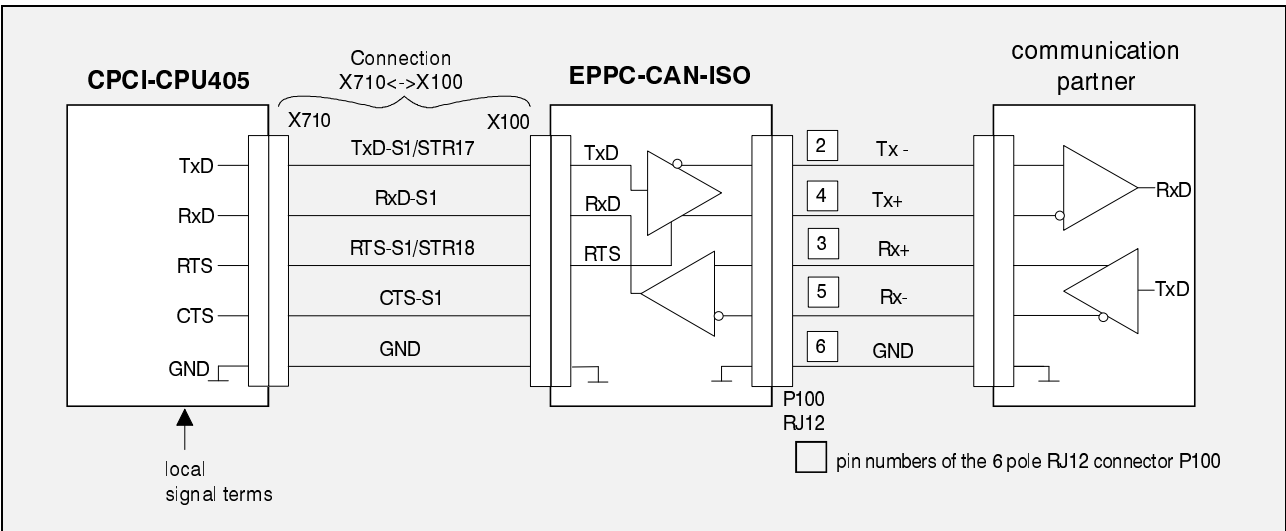 CPCI-CPU405
Connection
X710<->X100
EPPC-CAN-ISO
communication
partner
X710
X100
TxD
TxD-S1/STR17
TxD
2
Tx -
RxD
RxD
RxD-S1
RxD
4
Tx+
RTS
RTS-S1/STR18
RTS
3
Rx+
CTS
CTS-S1
5
Rx-
TxD
GND
GND
6
GND
P100
RJ12
local
signal terms
pin numbers of the 6 pole RJ12 connector P100